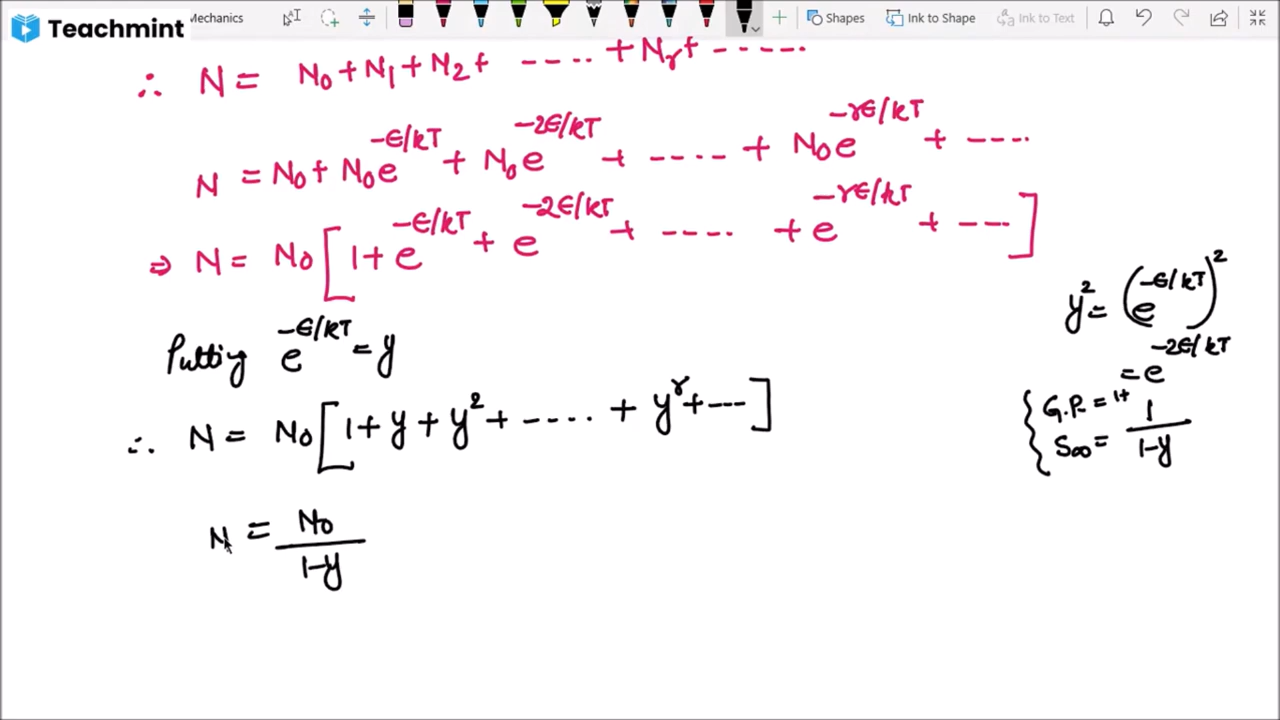 Mechanics
Teachmint
Shapes
Ink to Shape
Ink to Text
∴ N = N₀ + N₁ + N₂ + ---- + Nᵣ + -----
N = N₀ + N₀e^(-ε/kT) + N₀e^(-2ε/kT) + ----- + N₀e^(-rε/kT) + ----
⇒ N = N₀[1 + e^(-ε/kT) + e^(-2ε/kT) + ----- + e^(-rε/kT) + ---]
Putting e^(-ε/kT) = y
∴ N = N₀[1 + y + y² + ----- + y^r + ---]
N = N₀/(1-y)
y² = (e^(-ε/kT))²
= e^(-2ε/kT)
{ G.P. = 1+
S∞ = 1/(1-y)